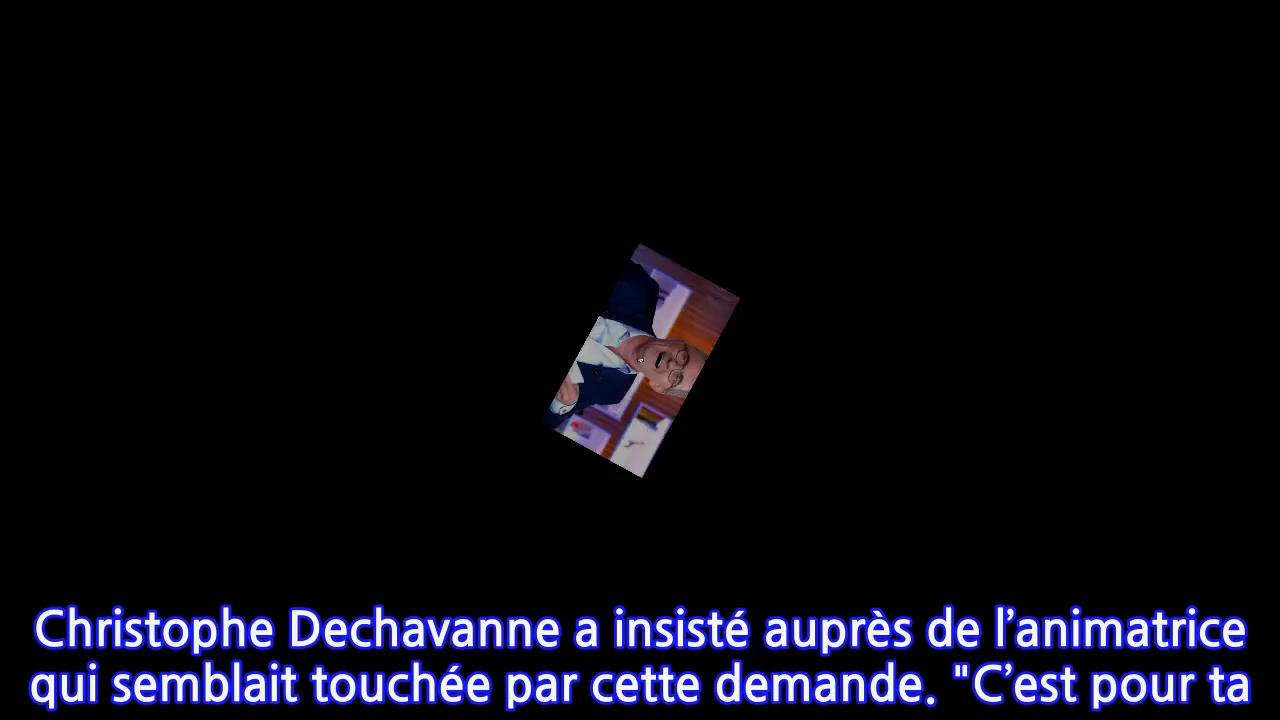 Christophe Dechavanne a insisté auprès de l’animatrice
qui semblait touchée par cette demande. "C’est pour ta